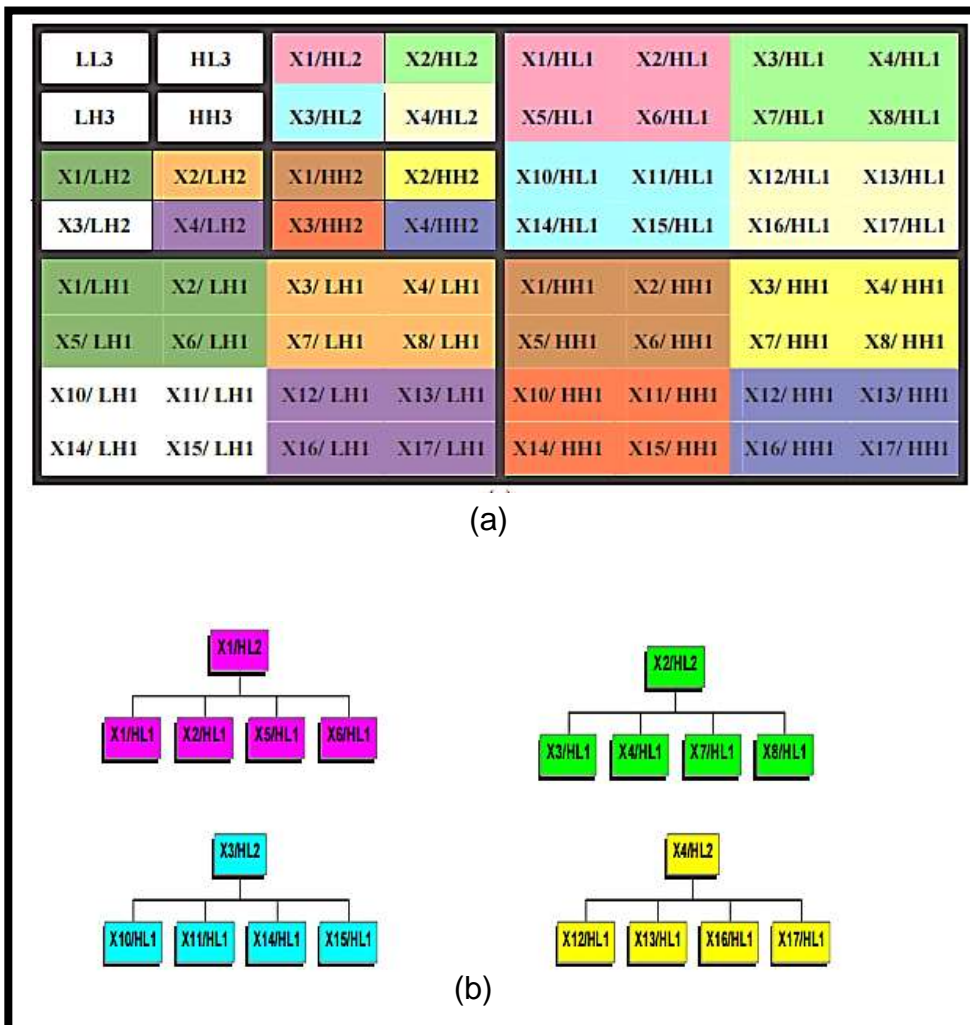 LL3 HL3 X1/HL2 X2/HL2 X1/HL1 X2/HL1 X3/HL1 X4/HL1
LH3 HH3 X3/HL2 X4/HL2 X5/HL1 X6/HL1 X7/HL1 X8/HL1
X1/LH2 X2/LH2 X1/HH2 X2/HH2 X10/HL1 X11/HL1 X12/HL1 X13/HL1
X3/LH2 X4/LH2 X3/HH2 X4/HH2 X14/HL1 X15/HL1 X16/HL1 X17/HL1
X1/LH1 X2/ LH1 X3/ LH1 X4/ LH1 X1/HH1 X2/ HH1 X3/ HH1 X4/ HH1
X5/ LH1 X6/ LH1 X7/ LH1 X8/ LH1 X5/ HH1 X6/ HH1 X7/ HH1 X8/ HH1
X10/ LH1 X11/ LH1 X12/ LH1 X13/ LH1 X10/ HH1 X11/ HH1 X12/ HH1 X13/ HH1
X14/ LH1 X15/ LH1 X16/ LH1 X17/ LH1 X14/ HH1 X15/ HH1 X16/ HH1 X17/ HH1
(a)
X1/HL2
X1/HL1 X2/HL1 X5/HL1 X6/HL1
X2/HL2
X3/HL1 X4/HL1 X7/HL1 X8/HL1
X3/HL2
X10/HL1 X11/HL1 X14/HL1 X15/HL1
X4/HL2
X12/HL1 X13/HL1 X16/HL1 X17/HL1
(b)